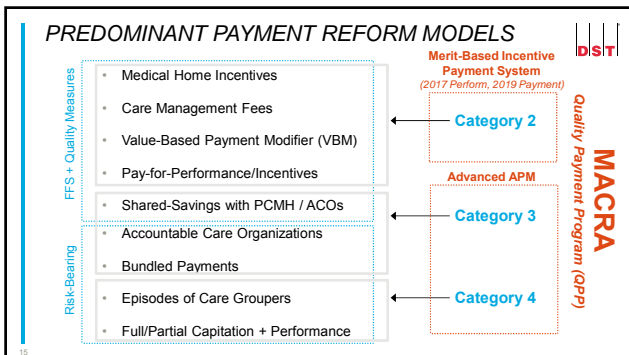 PREDOMINANT PAYMENT REFORM MODELS
DST
FFS + Quality Measures
• Medical Home Incentives
• Care Management Fees
• Value-Based Payment Modifier (VBM)
• Pay-for-Performance/Incentives
• Shared-Savings with PCMH / ACOs
Risk-Bearing
• Accountable Care Organizations
• Bundled Payments
• Episodes of Care Groupers
• Full/Partial Capitation + Performance
Merit-Based Incentive
Payment System
(2017 Perform, 2019 Payment)
Category 2
Advanced APM
Category 3
Category 4
MACRA
Quality Payment Program (QPP)
15